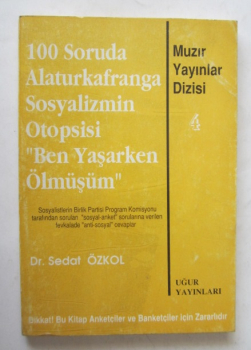 100 Soruda
Alaturkafranga
Sosyalizmin
Otopsisi
"Ben Yaşarken
Ölmüşüm"
Sosyalistlerin Birlik Partisi Program Komisyonu
tarafından sorulan, "sosyal-anket" sorularına verilen
fevkalade "anti-sosyal" cevaplar
Dr. Sedat ÖZKOL
Muzır
Yayınlar
Dizisi
4
UĞUR
YAYINLARI
Dikkat! Bu Kitap Anketçiler ve Banketçiler için Zararlıdır